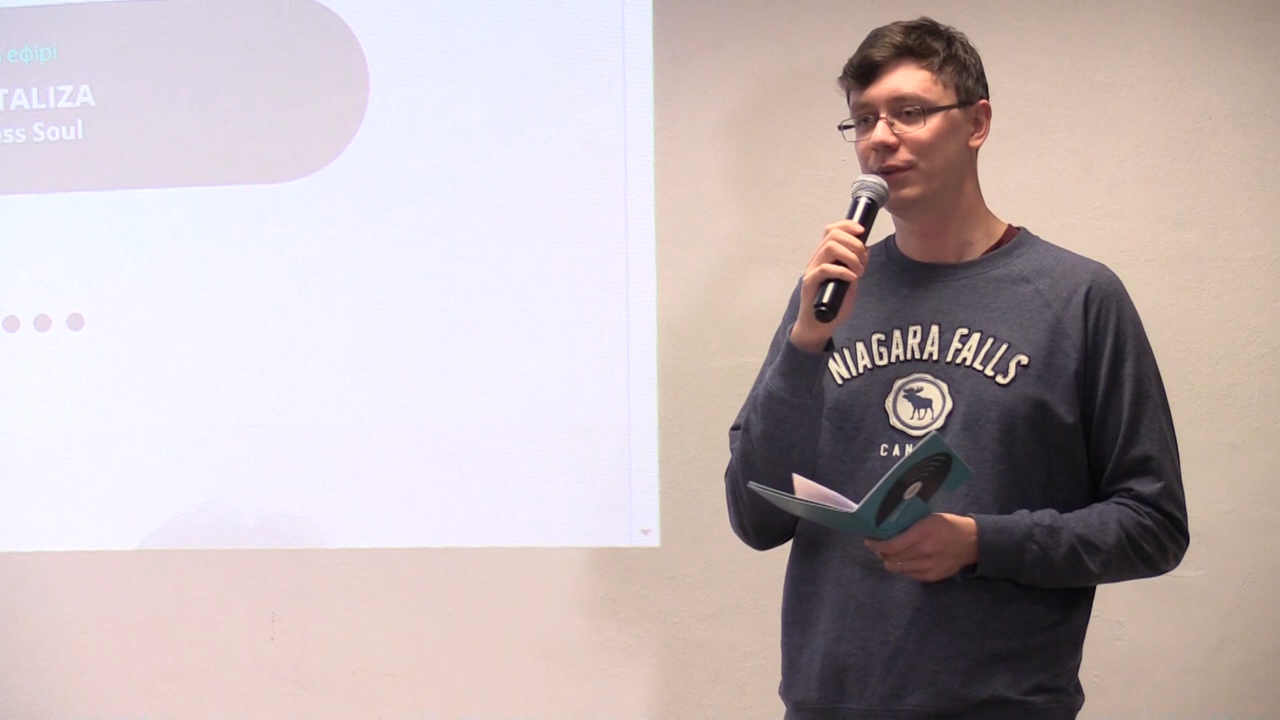 ефірі
TALIZA
ss Soul
NIAGARA FALLS
CAN